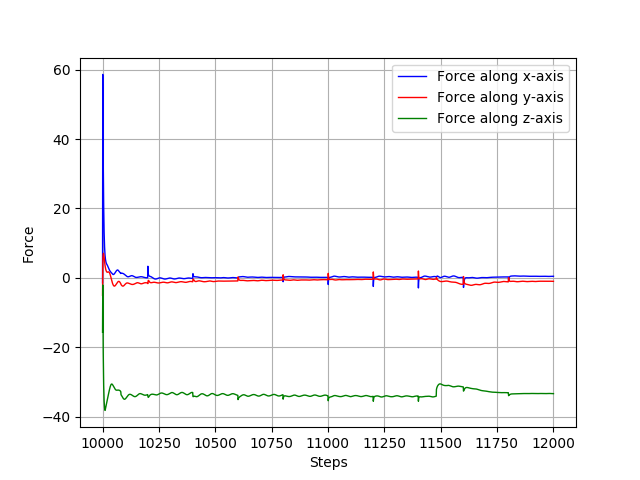 60
40
20
0
−20
−40
Force
Force along x-axis
Force along y-axis
Force along z-axis
10000 10250 10500 10750 11000 11250 11500 11750 12000
Steps